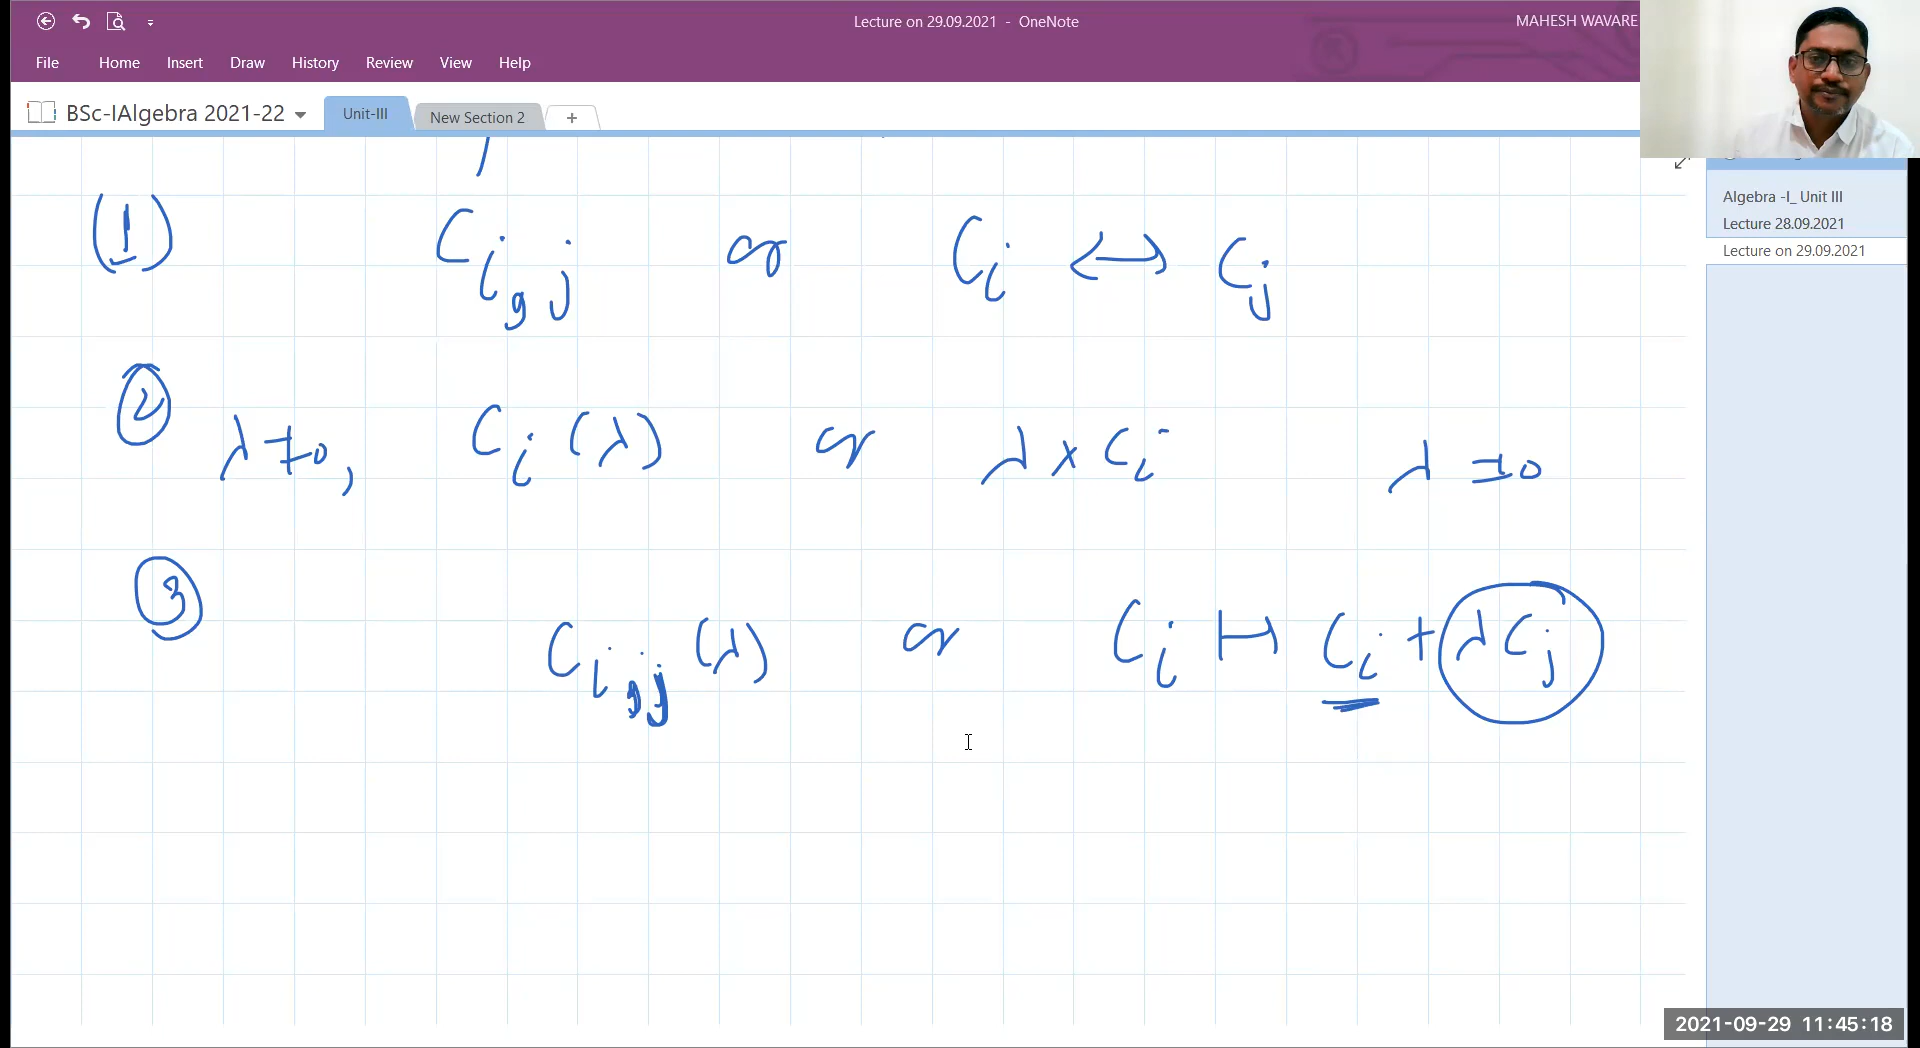 Lecture on 29.09.2021 - OneNote
MAHESH WAVARE
File Home Insert Draw History Review View Help
BSc-IAlgebra 2021-22
Unit-III
New Section 2
+
Algebra -I_ Unit III
Lecture 28.09.2021
Lecture on 29.09.2021
(1) C_{i,j} or C_i ↔ C_j
② λ ≠ 0, C_i (λ) or λ × C_i λ ≠ 0
③ C_{i,j} (λ) or C_i ↦ C_i + λ C_j
2021-09-29 11:45:18